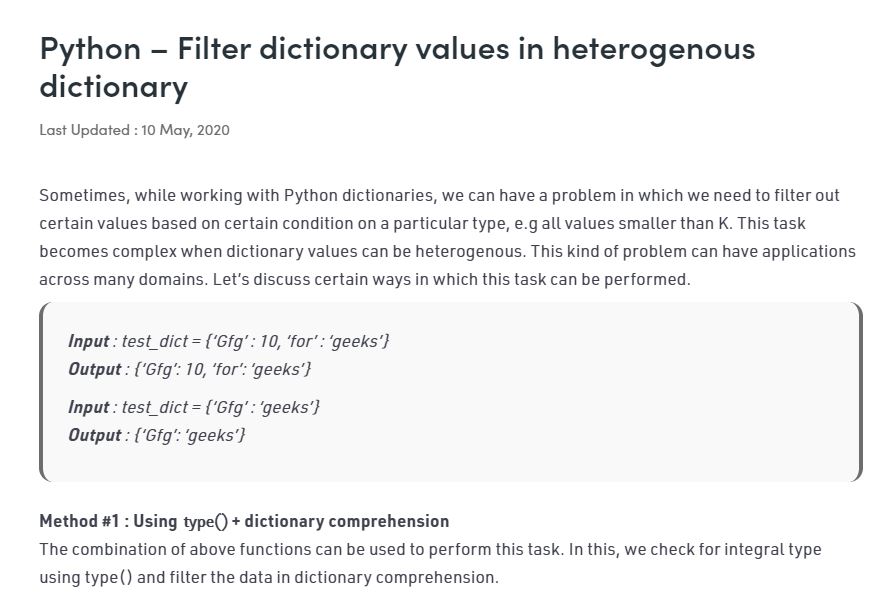 Python – Filter dictionary values in heterogenous
dictionary
Last Updated : 10 May, 2020
Sometimes, while working with Python dictionaries, we can have a problem in which we need to filter out
certain values based on certain condition on a particular type, e.g all values smaller than K. This task
becomes complex when dictionary values can be heterogenous. This kind of problem can have applications
across many domains. Let’s discuss certain ways in which this task can be performed.
Input : test_dict = {‘Gfg’ : 10, ‘for’ : ‘geeks’}
Output : {‘Gfg’: 10, ‘for’: ‘geeks’}
Input : test_dict = {‘Gfg’ : ‘geeks’}
Output : {‘Gfg’: ‘geeks’}
Method #1 : Using type() + dictionary comprehension
The combination of above functions can be used to perform this task. In this, we check for integral type
using type() and filter the data in dictionary comprehension.